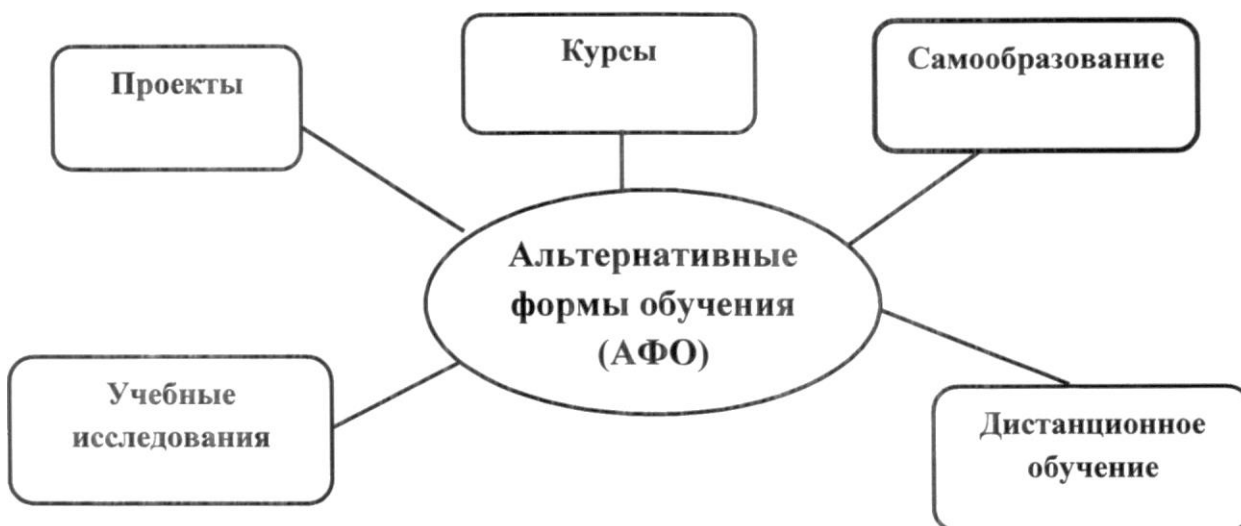 Проекты
Курсы
Самообразование
Альтернативные
формы обучения
(АФО)
Учебные
исследования
Дистанционное
обучение